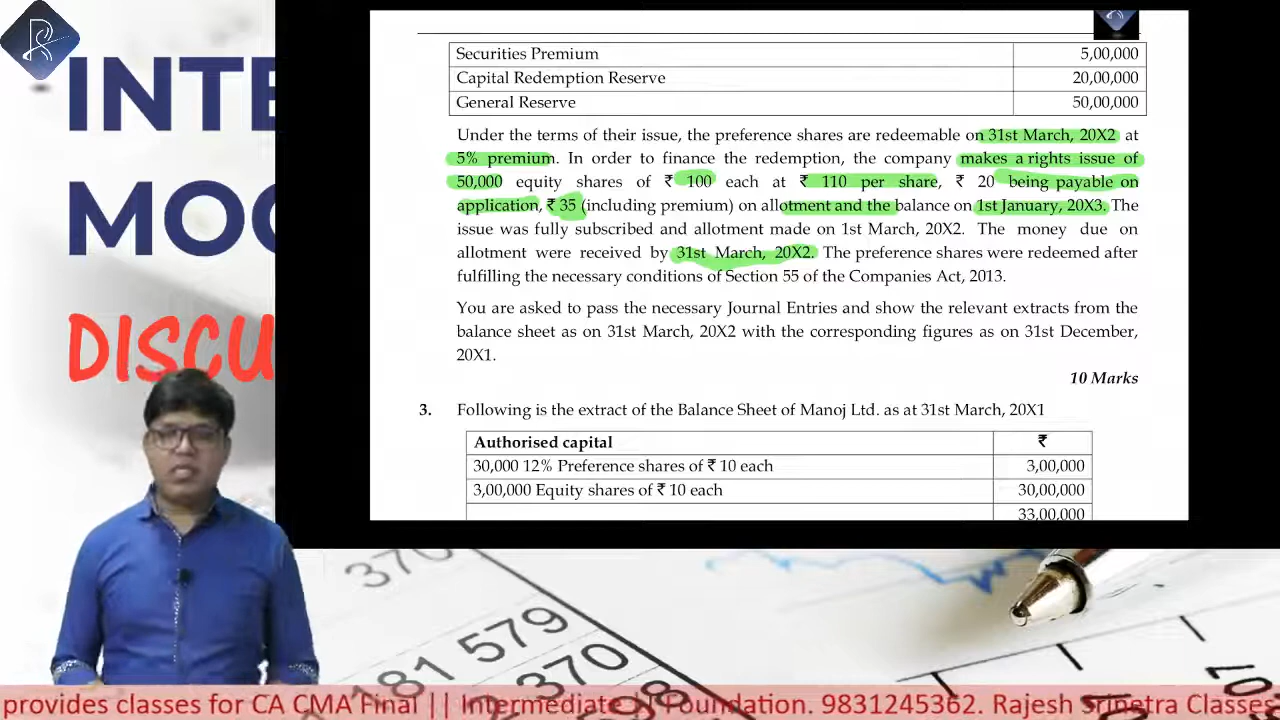 INTE
MOC
DISCU
Securities Premium 5,00,000
Capital Redemption Reserve 20,00,000
General Reserve 50,00,000
Under the terms of their issue, the preference shares are redeemable on 31st March, 20X2 at
5% premium. In order to finance the redemption, the company makes a rights issue of
50,000 equity shares of ₹ 100 each at ₹ 110 per share, ₹ 20 being payable on
application, ₹ 35 (including premium) on allotment and the balance on 1st January, 20X3. The
issue was fully subscribed and allotment made on 1st March, 20X2. The money due on
allotment were received by 31st March, 20X2. The preference shares were redeemed after
fulfilling the necessary conditions of Section 55 of the Companies Act, 2013.
You are asked to pass the necessary Journal Entries and show the relevant extracts from the
balance sheet as on 31st March, 20X2 with the corresponding figures as on 31st December,
20X1.
10 Marks
3. Following is the extract of the Balance Sheet of Manoj Ltd. as at 31st March, 20X1
Authorised capital ₹
30,000 12% Preference shares of ₹ 10 each 3,00,000
3,00,000 Equity shares of ₹ 10 each 30,00,000
33,00,000
370
181 579
370
provides classes for CA CMA Final || Intermediate || Foundation. 9831245362. Rajesh Srinetra Classes